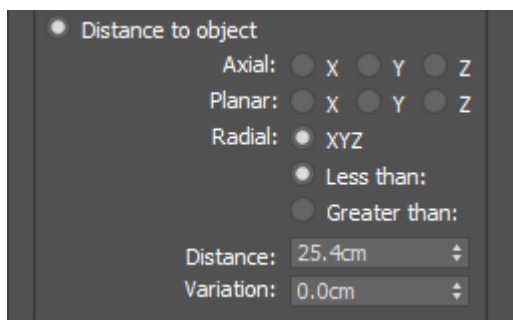 Distance to object
Axial: X Y Z
Planar: X Y Z
Radial: XYZ
Less than:
Greater than:
Distance: 25.4cm
Variation: 0.0cm